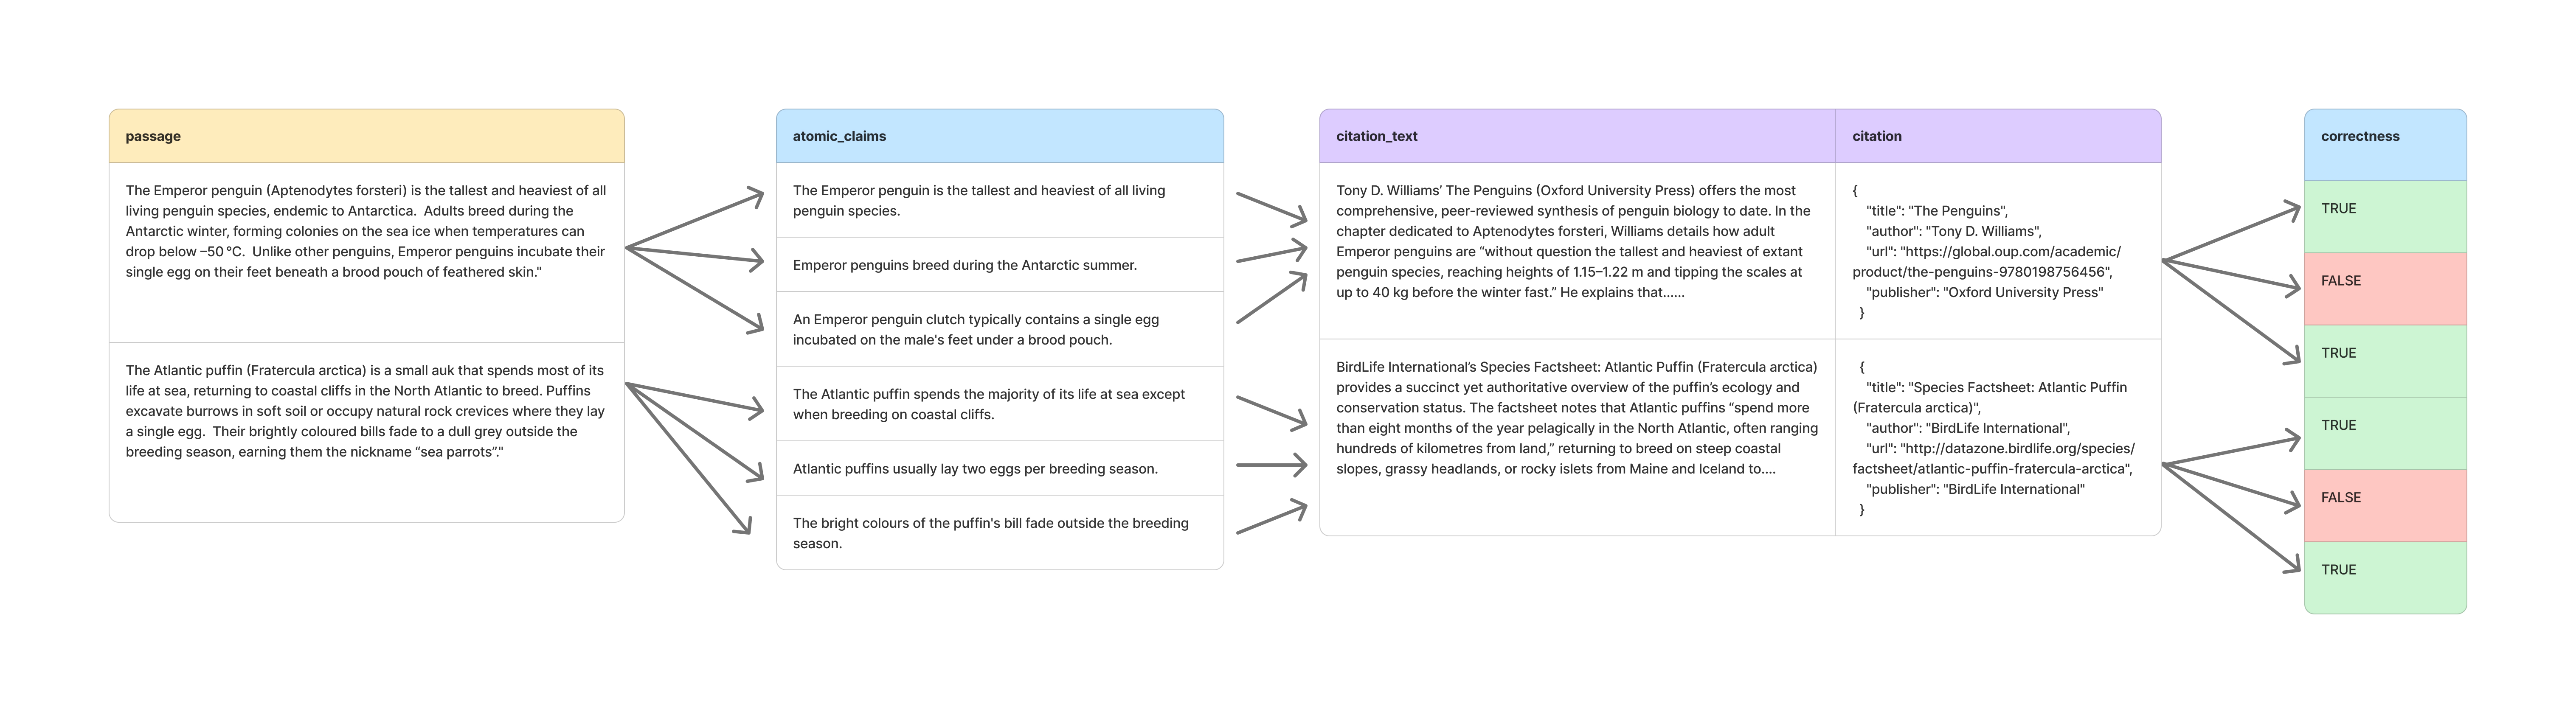 passage
The Emperor penguin (Aptenodytes forsteri) is the tallest and heaviest of all
living penguin species, endemic to Antarctica.  Adults breed during the
Antarctic winter, forming colonies on the sea ice when temperatures can
drop below –50 °C.  Unlike other penguins, Emperor penguins incubate their
single egg on their feet beneath a brood pouch of feathered skin."
The Atlantic puffin (Fratercula arctica) is a small auk that spends most of its
life at sea, returning to coastal cliffs in the North Atlantic to breed. Puffins
excavate burrows in soft soil or occupy natural rock crevices where they lay
a single egg.  Their brightly coloured bills fade to a dull grey outside the
breeding season, earning them the nickname “sea parrots”."
atomic_claims
The Emperor penguin is the tallest and heaviest of all living
penguin species.
Emperor penguins breed during the Antarctic summer.
An Emperor penguin clutch typically contains a single egg
incubated on the male's feet under a brood pouch.
The Atlantic puffin spends the majority of its life at sea except
when breeding on coastal cliffs.
Atlantic puffins usually lay two eggs per breeding season.
The bright colours of the puffin's bill fade outside the breeding
season.
citation_text
Tony D. Williams’ The Penguins (Oxford University Press) offers the most
comprehensive, peer-reviewed synthesis of penguin biology to date. In the
chapter dedicated to Aptenodytes forsteri, Williams details how adult
Emperor penguins are “without question the tallest and heaviest of extant
penguin species, reaching heights of 1.15–1.22 m and tipping the scales at
up to 40 kg before the winter fast.” He explains that......
BirdLife International’s Species Factsheet: Atlantic Puffin (Fratercula arctica)
provides a succinct yet authoritative overview of the puffin’s ecology and
conservation status. The factsheet notes that Atlantic puffins “spend more
than eight months of the year pelagically in the North Atlantic, often ranging
hundreds of kilometres from land,” returning to breed on steep coastal
slopes, grassy headlands, or rocky islets from Maine and Iceland to....
citation
{
"title": "The Penguins",
"author": "Tony D. Williams",
"url": "https://global.oup.com/academic/
product/the-penguins-9780198756456",
"publisher": "Oxford University Press"
}
{
"title": "Species Factsheet: Atlantic Puffin
(Fratercula arctica)",
"author": "BirdLife International",
"url": "http://datazone.birdlife.org/species/
factsheet/atlantic-puffin-fratercula-arctica",
"publisher": "BirdLife International"
}
correctness
TRUE
FALSE
TRUE
TRUE
FALSE
TRUE